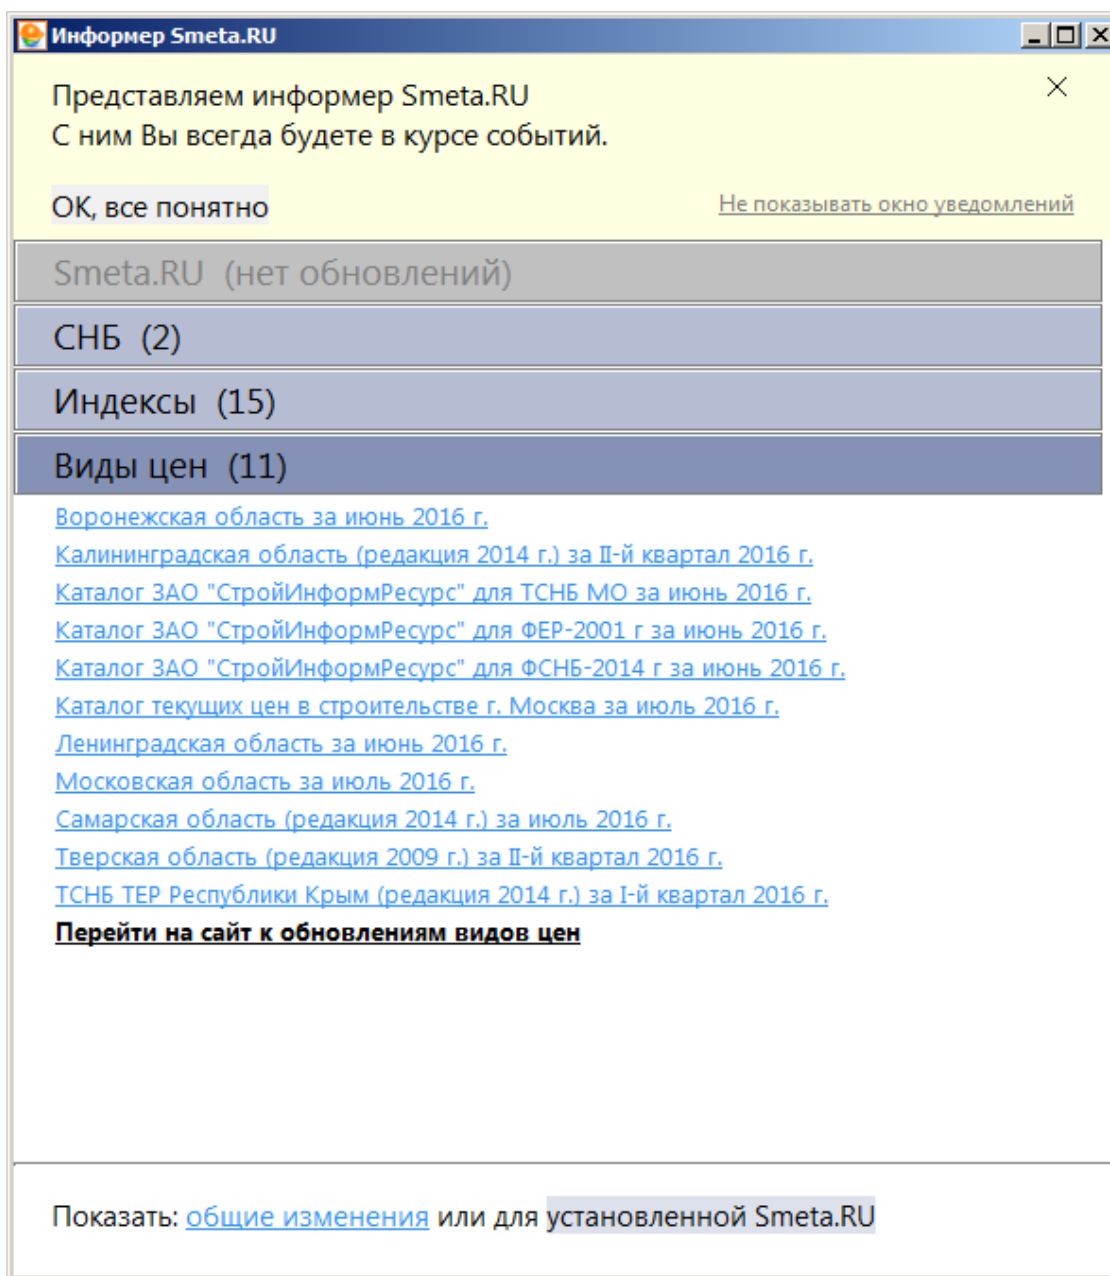 Информер Smeta.RU
Представляем информер Smeta.RU
С ним Вы всегда будете в курсе событий.
ОК, все понятно
Не показывать окно уведомлений
Smeta.RU (нет обновлений)
СНБ (2)
Индексы (15)
Виды цен (11)
Воронежская область за июнь 2016 г.
Калининградская область (редакция 2014 г.) за II-й квартал 2016 г.
Каталог ЗАО "СтройИнформРесурс" для ТСНБ МО за июнь 2016 г.
Каталог ЗАО "СтройИнформРесурс" для ФЕР-2001 г за июнь 2016 г.
Каталог ЗАО "СтройИнформРесурс" для ФСНБ-2014 г за июнь 2016 г.
Каталог текущих цен в строительстве г. Москва за июль 2016 г.
Ленинградская область за июнь 2016 г.
Московская область за июль 2016 г.
Самарская область (редакция 2014 г.) за июль 2016 г.
Тверская область (редакция 2009 г.) за II-й квартал 2016 г.
ТСНБ ТЕР Республики Крым (редакция 2014 г.) за I-й квартал 2016 г.
Перейти на сайт к обновлениям видов цен
Показать: общие изменения или для установленной Smeta.RU